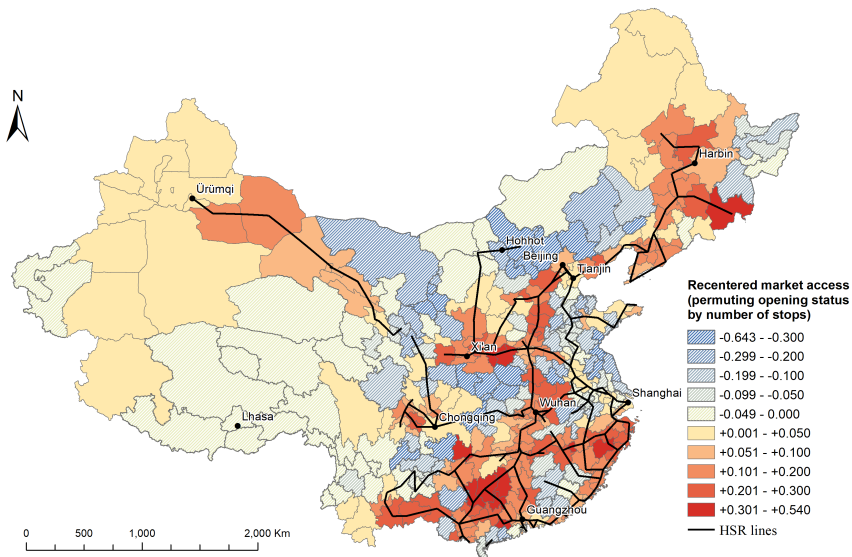 N
Harbin
Ürümqi
Hohhot
Beijing
Tianjin
Xi'an
Shanghai
Wuhan
Chongqing
Lhasa
Guangzhou
Recentered market access
(permuting opening status
by number of stops)
-0.643 - -0.300
-0.299 - -0.200
-0.199 - -0.100
-0.099 - -0.050
-0.049 - 0.000
+0.001 - +0.050
+0.051 - +0.100
+0.101 - +0.200
+0.201 - +0.300
+0.301 - +0.540
HSR lines
0 500 1,000 2,000 Km